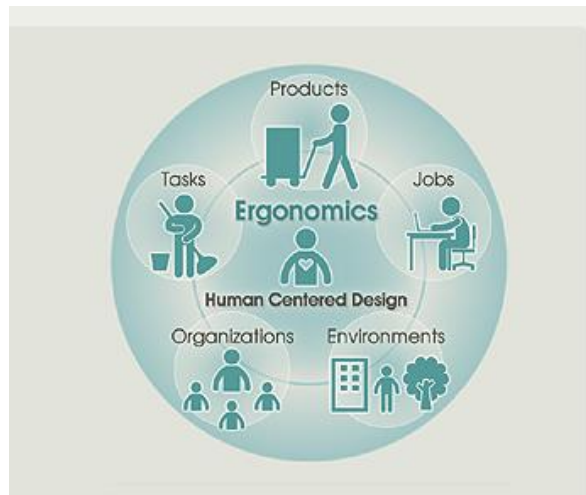 Products
Tasks
Jobs
Ergonomics
Human Centered Design
Organizations
Environments